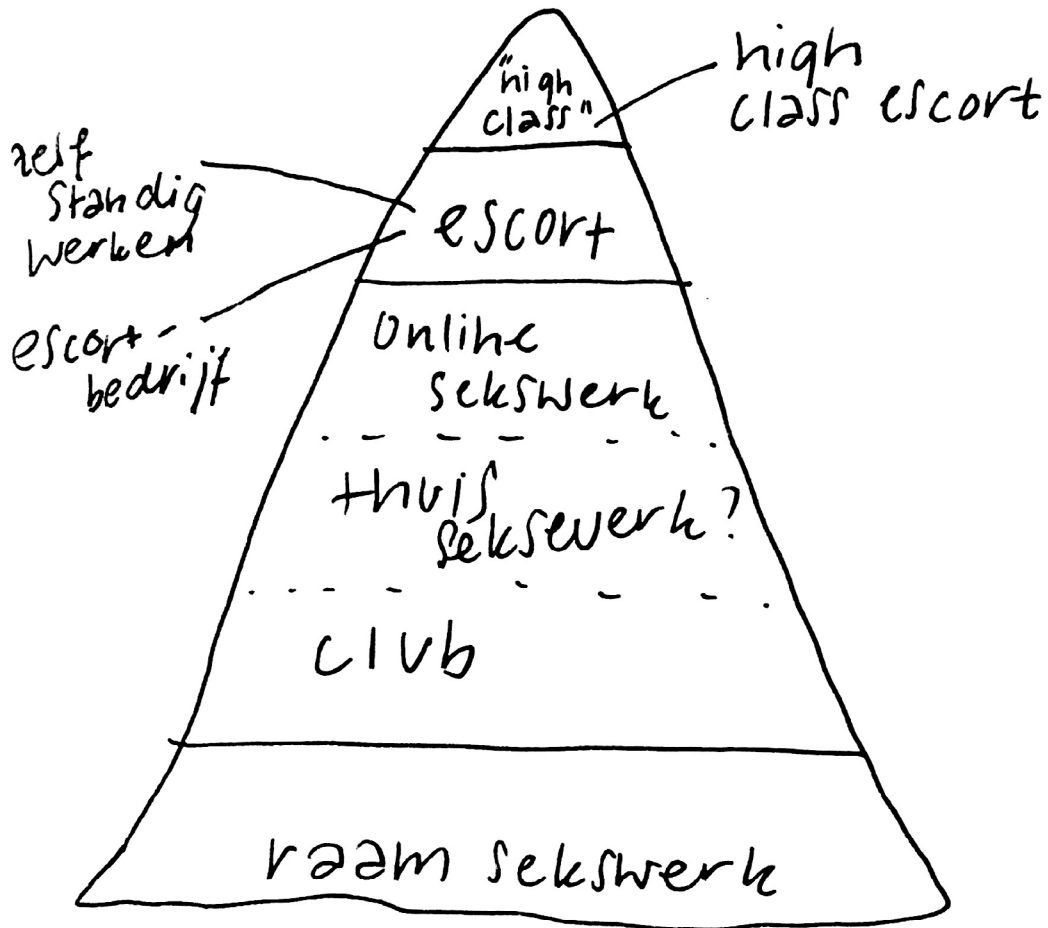 "high
class"
high
class escort
zelf
standig
werken
escort
escort-
bedrijf
online
sekswerk
thuis
sekswerk?
club
raam sekswerk